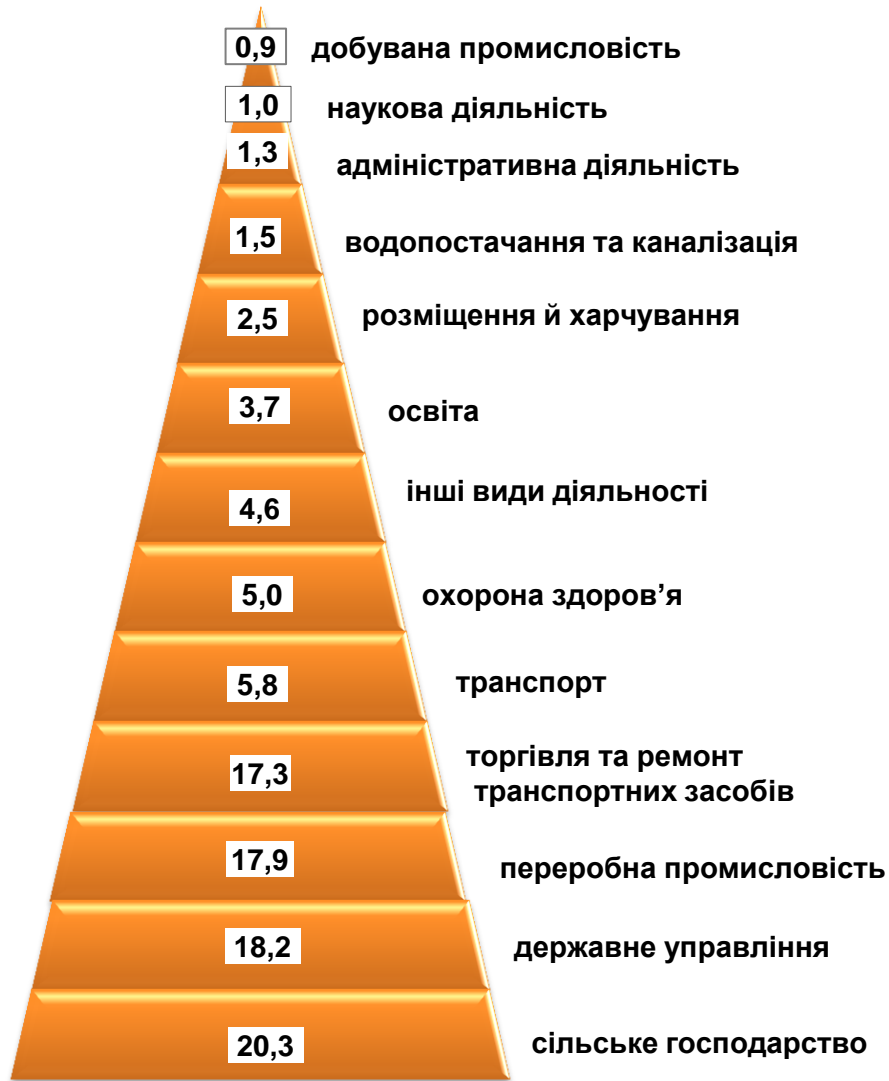 0,9 добувана промисловість
1,0 наукова діяльність
1,3 адміністративна діяльність
1,5 водопостачання та каналізація
2,5 розміщення й харчування
3,7 освіта
4,6 інші види діяльності
5,0 охорона здоров’я
5,8 транспорт
17,3 торгівля та ремонт
транспортних засобів
17,9 переробна промисловість
18,2 державне управління
20,3 сільське господарство